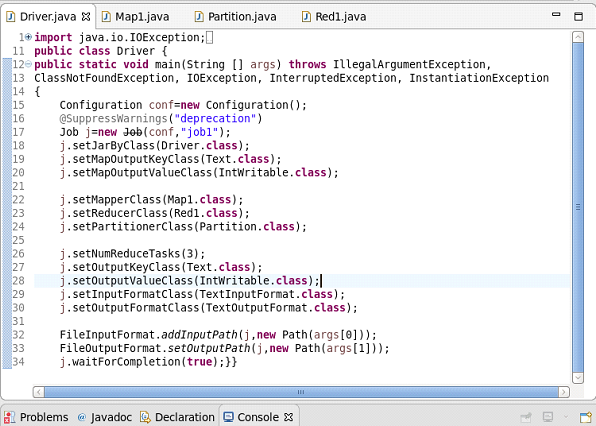 Driver.java Map1.java Partition.java Red1.java
1 import java.io.IOException;
11 public class Driver {
12 public static void main(String [] args) throws IllegalArgumentException,
13 ClassNotFoundException, IOException, InterruptedException, InstantiationException
14 {
15 Configuration conf=new Configuration();
16 @SuppressWarnings("deprecation")
17 Job j=new Job(conf,"job1");
18 j.setJarByClass(Driver.class);
19 j.setMapOutputKeyClass(Text.class);
20 j.setMapOutputValueClass(IntWritable.class);
21
22 j.setMapperClass(Map1.class);
23 j.setReducerClass(Red1.class);
24 j.setPartitionerClass(Partition.class);
25
26 j.setNumReduceTasks(3);
27 j.setOutputKeyClass(Text.class);
28 j.setOutputValueClass(IntWritable.class);
29 j.setInputFormatClass(TextInputFormat.class);
30 j.setOutputFormatClass(TextOutputFormat.class);
31
32 FileInputFormat.addInputPath(j,new Path(args[0]));
33 FileOutputFormat.setOutputPath(j,new Path(args[1]));
34 j.waitForCompletion(true);}}
Problems @ Javadoc Declaration Console